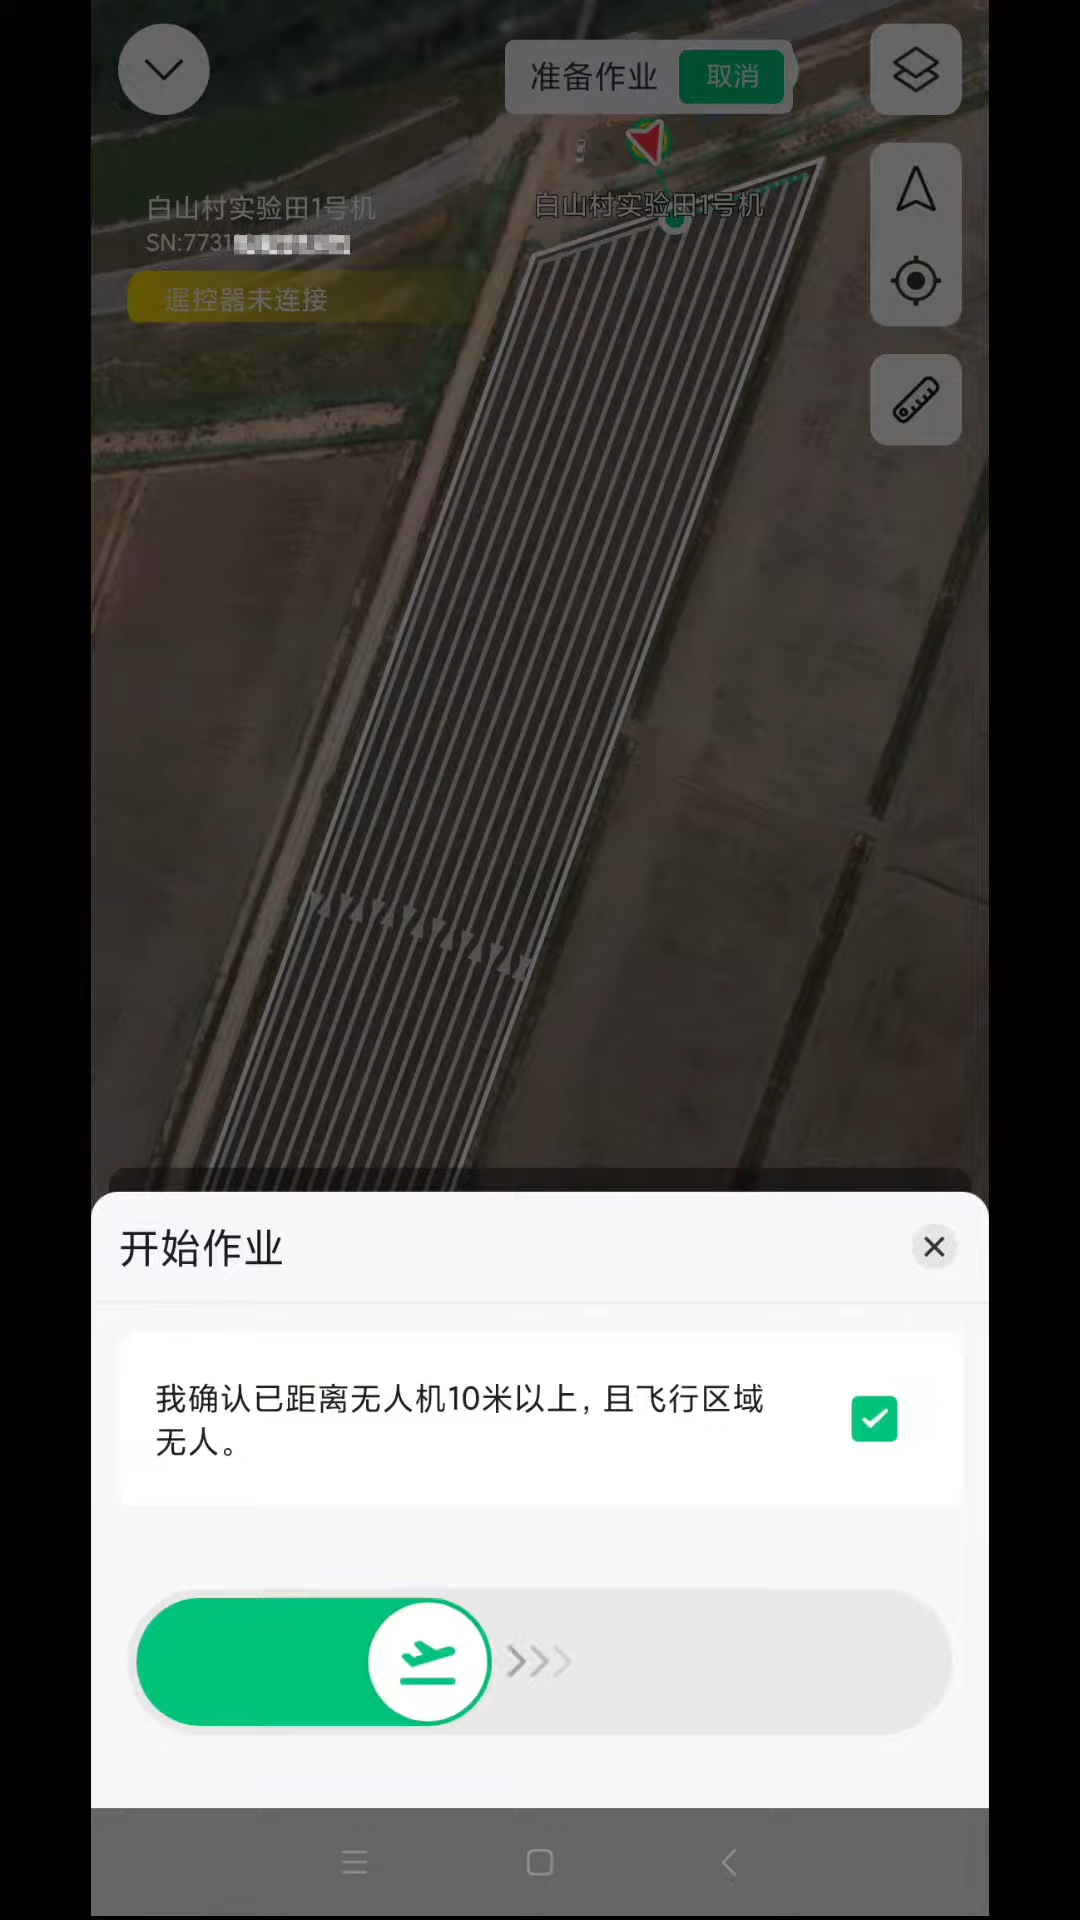 准备作业
取消
白山村实验田1号机
SN:7731
遥控器未连接
白山村实验田1号机
开始作业
我确认已距离无人机10米以上，且飞行区域
无人。